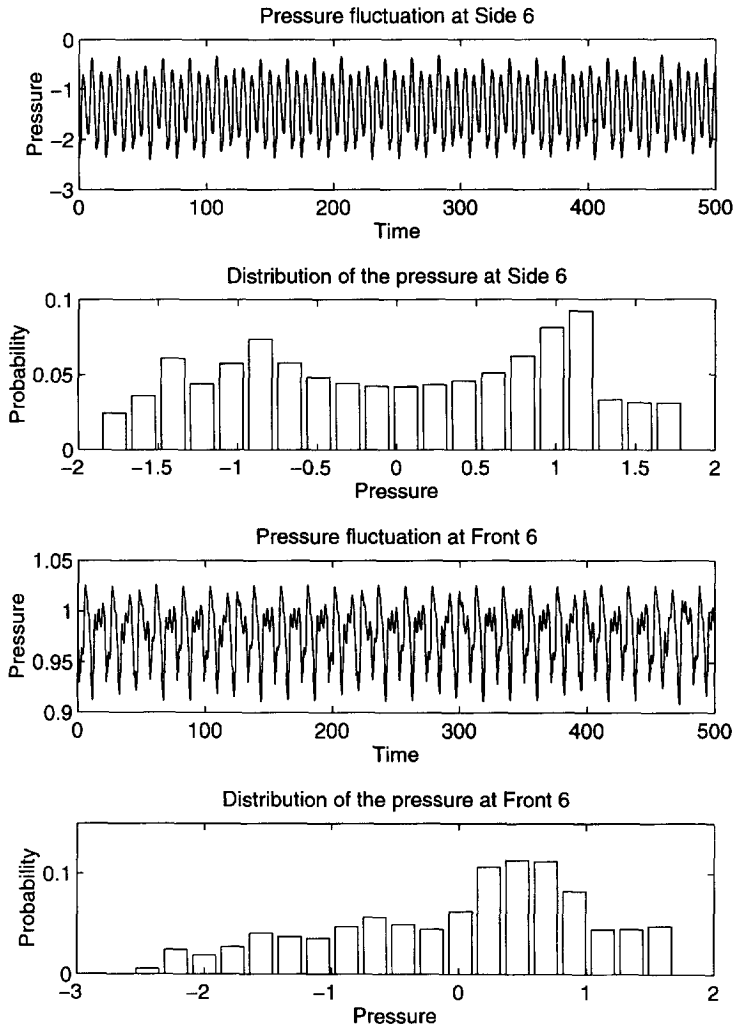 Pressure fluctuation at Side 6
0
−1
−2
−3
Pressure
0 100 200 300 400 500
Time
Distribution of the pressure at Side 6
0.1
0.05
0
Probability
−2 −1.5 −1 −0.5 0 0.5 1 1.5 2
Pressure
Pressure fluctuation at Front 6
1.05
1
0.95
0.9
Pressure
0 100 200 300 400 500
Time
Distribution of the pressure at Front 6
0.1
0
Probability
−3 −2 −1 0 1 2
Pressure